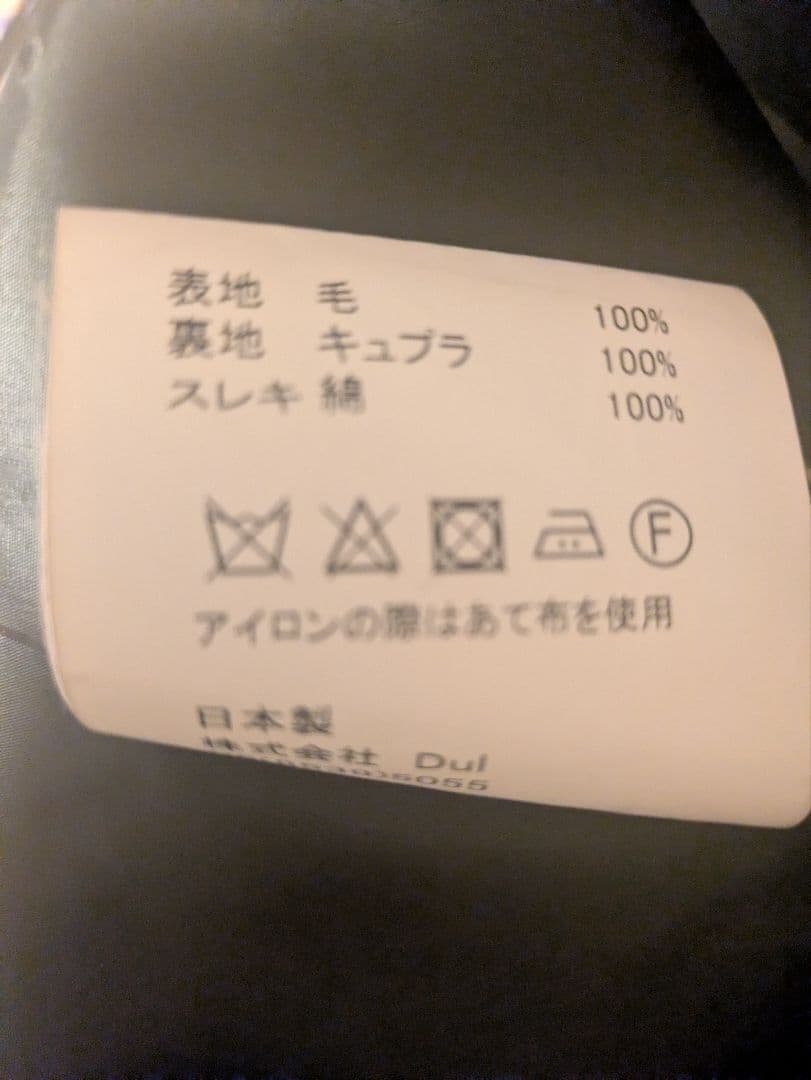 表地 毛 100%
裏地 キュプラ 100%
スレキ 綿 100%
F
アイロンの際はあて布を使用
日本製
株式会社 Dul
5055